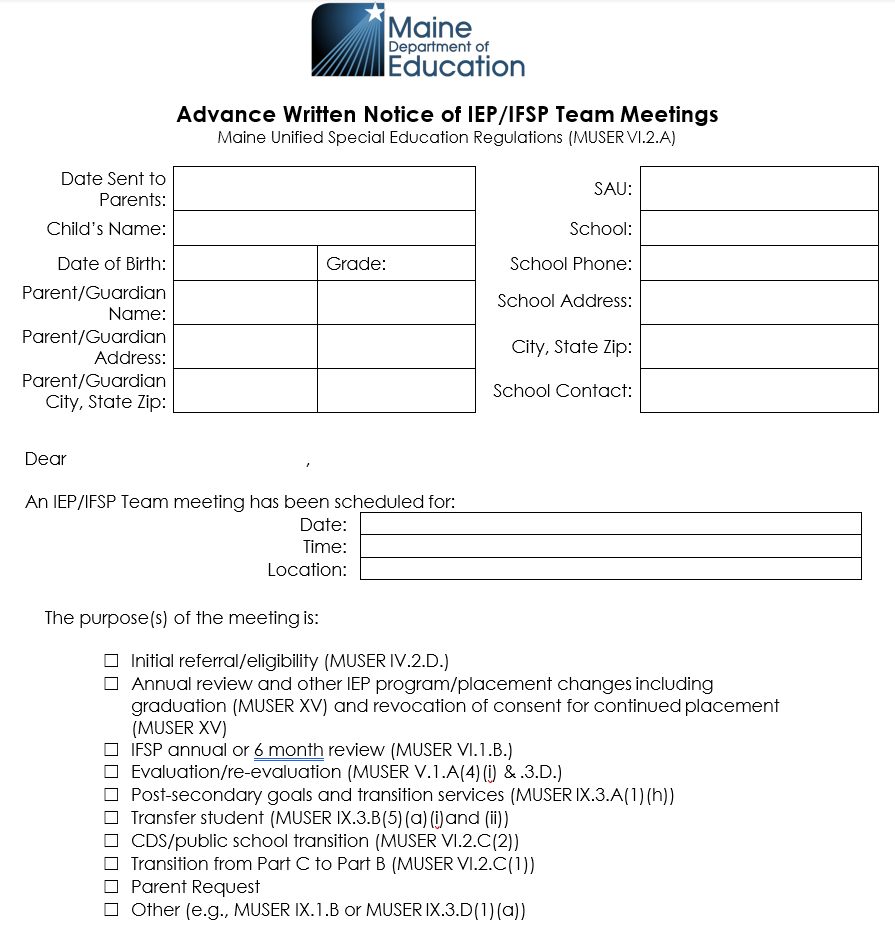 Maine
Department of
Education
Advance Written Notice of IEP/IFSP Team Meetings
Maine Unified Special Education Regulations (MUSER VI.2.A)
Date Sent to
Parents:
SAU:
Child's Name:
School:
Date of Birth:
Grade:
School Phone:
Parent/Guardian
Name:
School Address:
Parent/Guardian
Address:
City, State Zip:
Parent/Guardian
City, State Zip:
School Contact:
Dear ,
An IEP/IFSP Team meeting has been scheduled for:
Date:
Time:
Location:
The purpose(s) of the meeting is:
☐ Initial referral/eligibility (MUSER IV.2.D.)
☐ Annual review and other IEP program/placement changes including
graduation (MUSER XV) and revocation of consent for continued placement
(MUSER XV)
☐ IFSP annual or 6 month review (MUSER VI.1.B.)
☐ Evaluation/re-evaluation (MUSER V.1.A(4)(i) & .3.D.)
☐ Post-secondary goals and transition services (MUSER IX.3.A(1)(h))
☐ Transfer student (MUSER IX.3.B(5)(a)(i)and (ii))
☐ CDS/public school transition (MUSER VI.2.C(2))
☐ Transition from Part C to Part B (MUSER VI.2.C(1))
☐ Parent Request
☐ Other (e.g., MUSER IX.1.B or MUSER IX.3.D(1)(a))